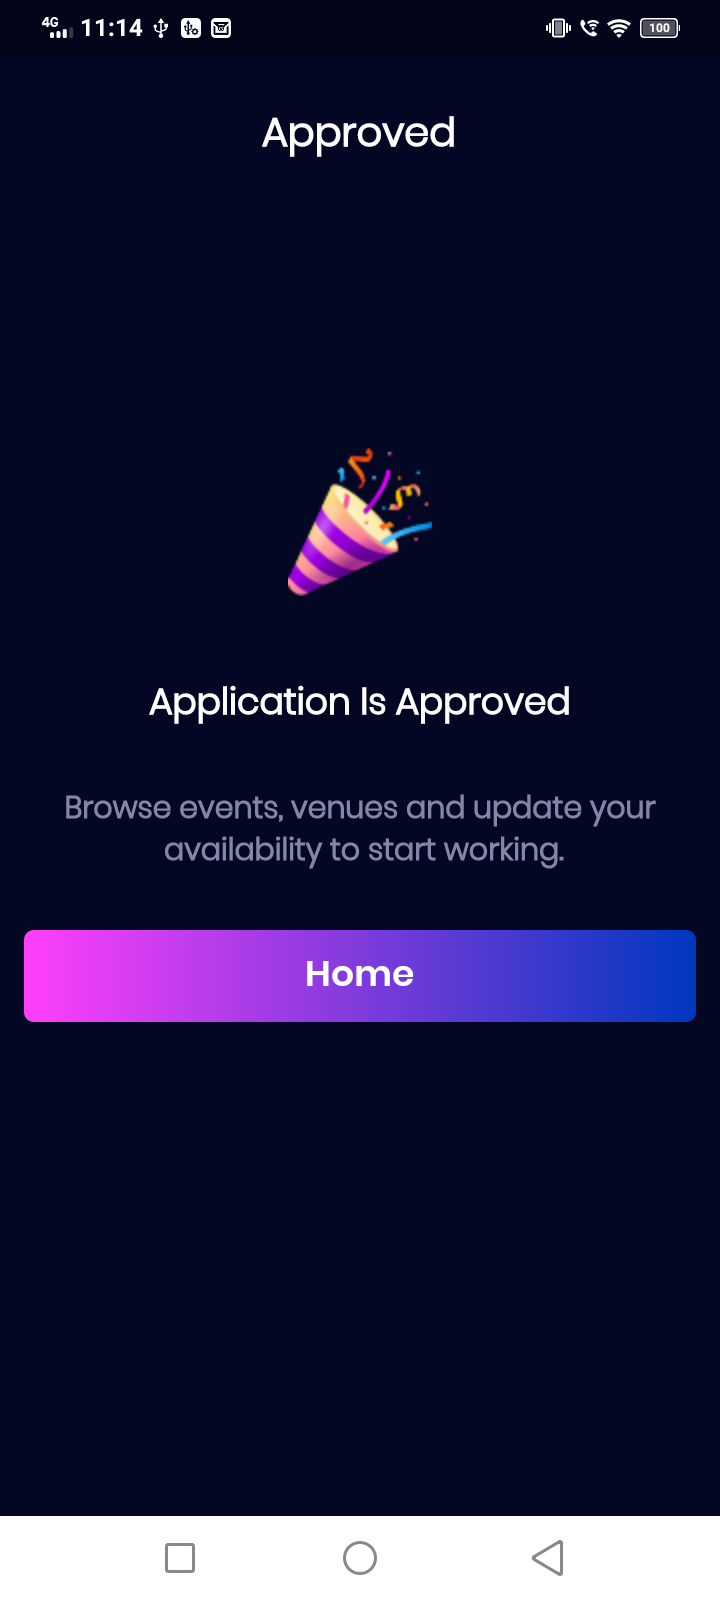 4G 11:14 100
Approved
Application Is Approved
Browse events, venues and update your
availability to start working.
Home